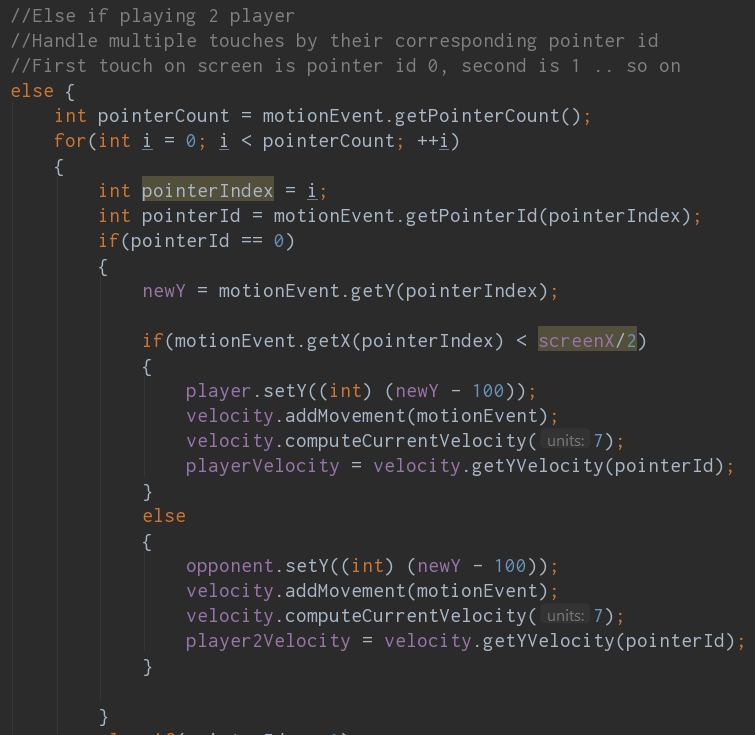 //Else if playing 2 player
//Handle multiple touches by their corresponding pointer id
//First touch on screen is pointer id 0, second is 1 .. so on
else {
    int pointerCount = motionEvent.getPointerCount();
    for(int i = 0; i < pointerCount; ++i)
    {
        int pointerIndex = i;
        int pointerId = motionEvent.getPointerId(pointerIndex);
        if(pointerId == 0)
        {
            newY = motionEvent.getY(pointerIndex);
            if(motionEvent.getX(pointerIndex) < screenX/2)
            {
                player.setY((int) (newY - 100));
                velocity.addMovement(motionEvent);
                velocity.computeCurrentVelocity( units: 7);
                playerVelocity = velocity.getYVelocity(pointerId);
            }
            else
            {
                opponent.setY((int) (newY - 100));
                velocity.addMovement(motionEvent);
                velocity.computeCurrentVelocity( units: 7);
                player2Velocity = velocity.getYVelocity(pointerId);
            }
        }